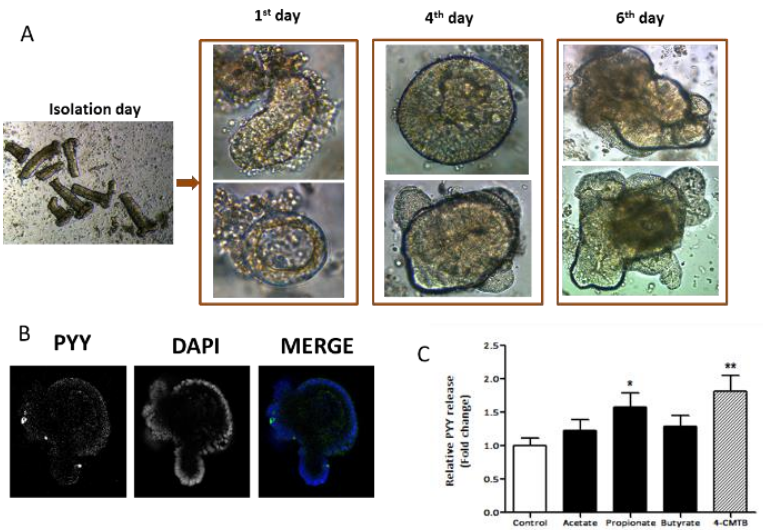 A
1st day
4th day
6th day
Isolation day
B
PYY
DAPI
MERGE
C
Relative PYY release
(Fold change)
2.5
2.0
1.5
1.0
0.5
0.0
*
**
Control
Acetate
Propionate
Butyrate
4-CMTB